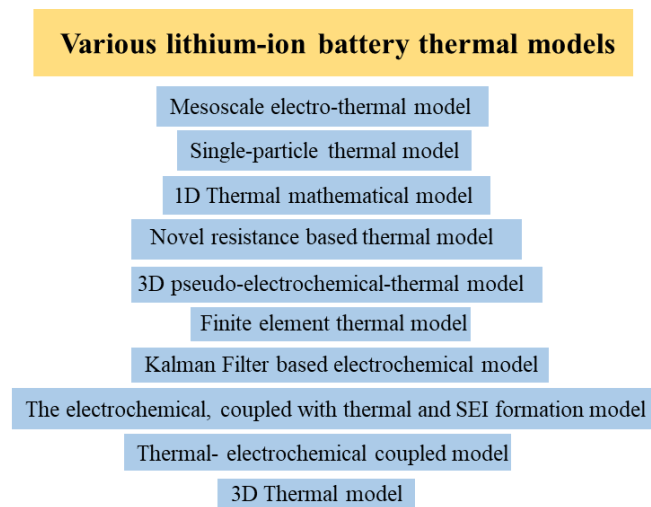 Various lithium-ion battery thermal models
Mesoscale electro-thermal model
Single-particle thermal model
1D Thermal mathematical model
Novel resistance based thermal model
3D pseudo-electrochemical-thermal model
Finite element thermal model
Kalman Filter based electrochemical model
The electrochemical, coupled with thermal and SEI formation model
Thermal- electrochemical coupled model
3D Thermal model